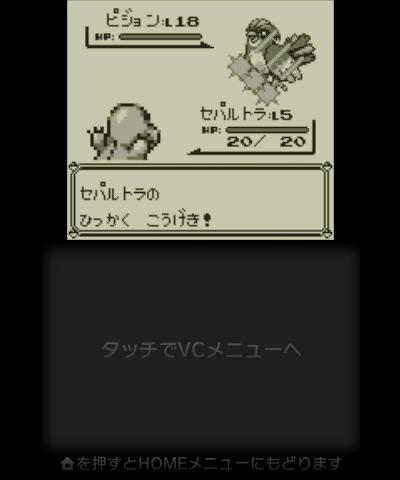 ピジョン:L18
HP:
セパルトラ:L5
HP:
20/ 20
セパルトラの
ひっかく こうげき!
タッチでVCメニューへ
を押すとHOMEメニューにもどります